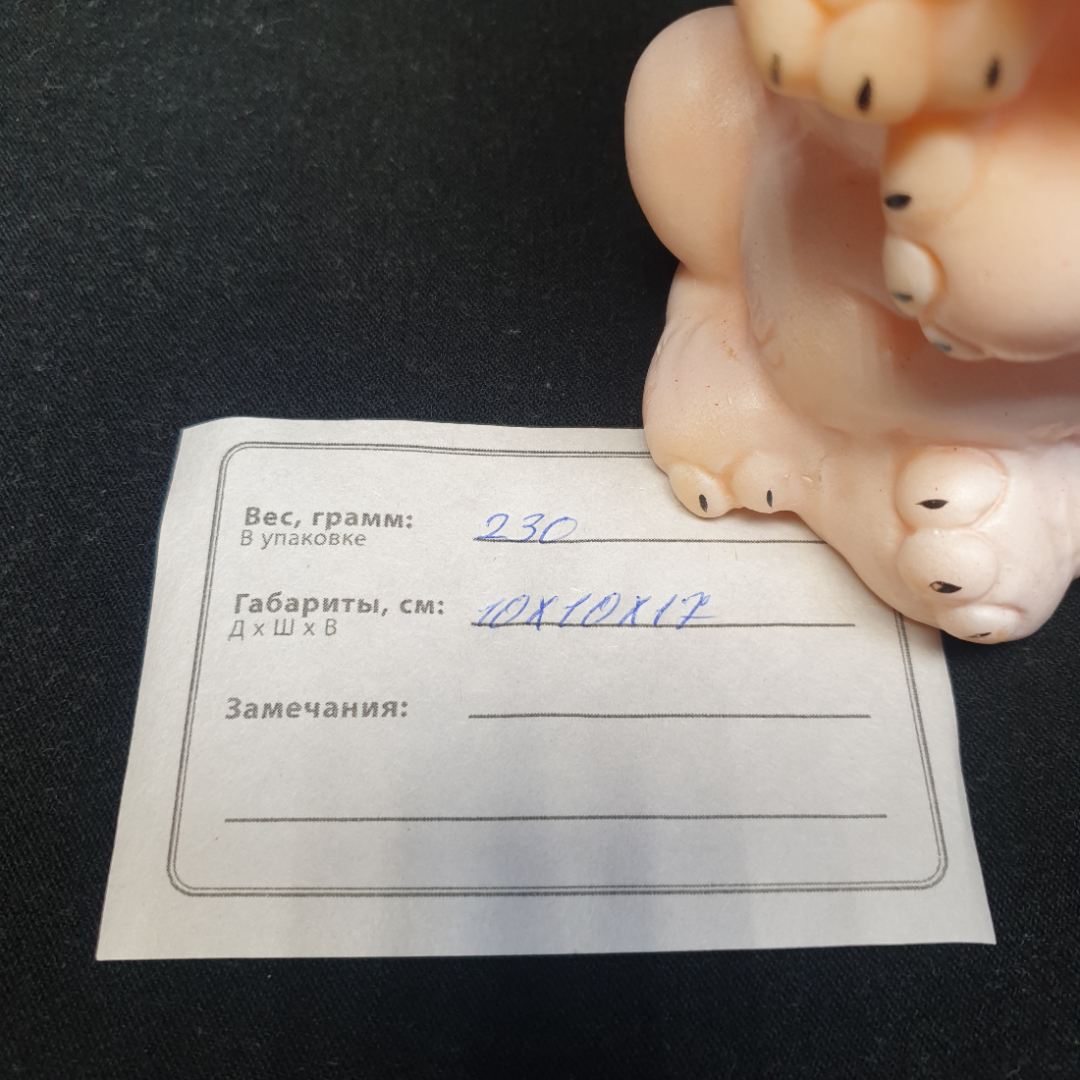 Вес, грамм: 230
В упаковке
Габариты, см: 10х10х17
Д х Ш х В
Замечания: